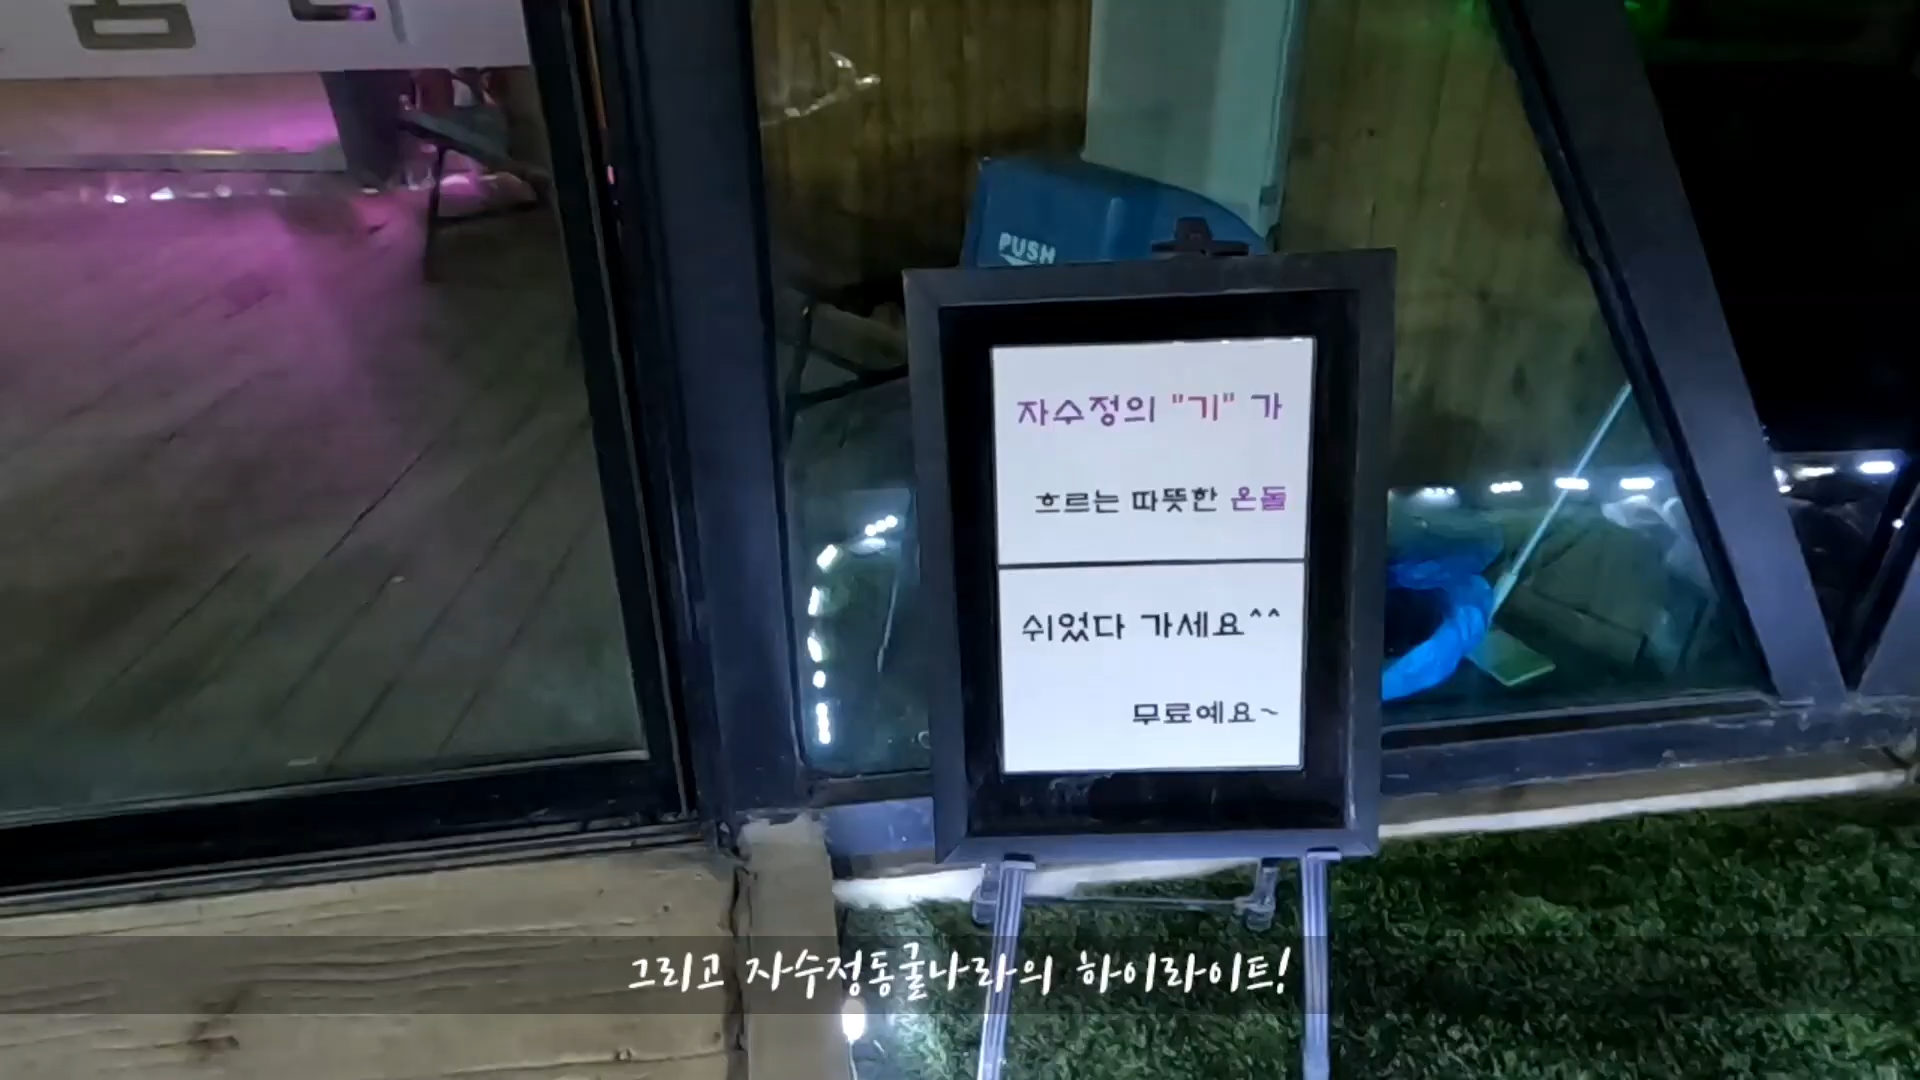 PUSH
자수정의 "기" 가
흐르는 따뜻한 온돌
쉬었다 가세요^^
무료예요~
그리고 자수정동굴나라의 하이라이트!